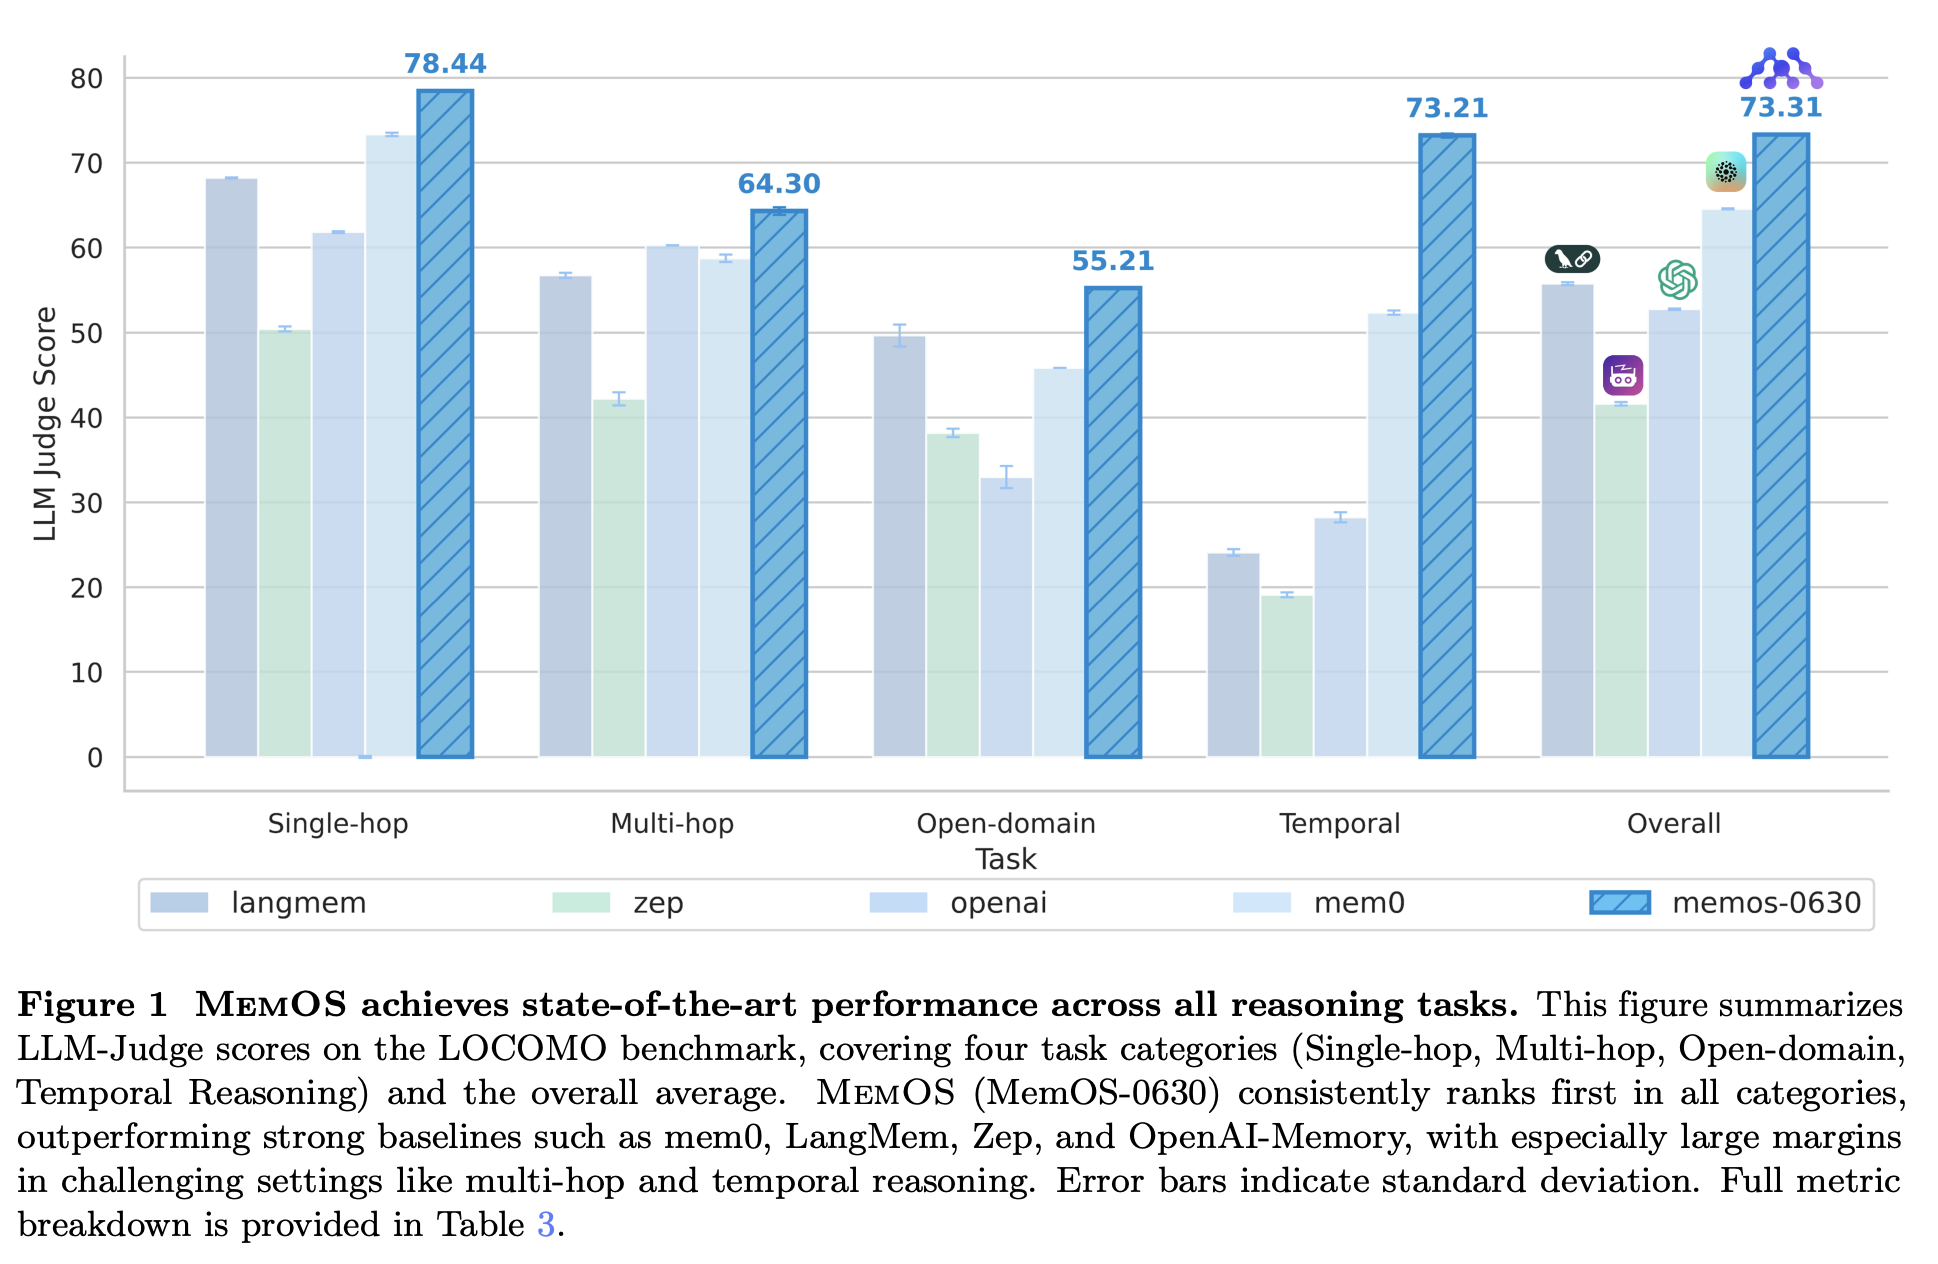 78.44
64.30
55.21
73.21
73.31
80
70
60
50
40
30
20
10
0
LLM Judge Score
Single-hop
Multi-hop
Open-domain
Temporal
Overall
Task
langmem
zep
openai
mem0
memos-0630
Figure 1 MEMOS achieves state-of-the-art performance across all reasoning tasks. This figure summarizes
LLM-Judge scores on the LOCOMO benchmark, covering four task categories (Single-hop, Multi-hop, Open-domain,
Temporal Reasoning) and the overall average. MEMOS (MemOS-0630) consistently ranks first in all categories,
outperforming strong baselines such as mem0, LangMem, Zep, and OpenAI-Memory, with especially large margins
in challenging settings like multi-hop and temporal reasoning. Error bars indicate standard deviation. Full metric
breakdown is provided in Table 3.